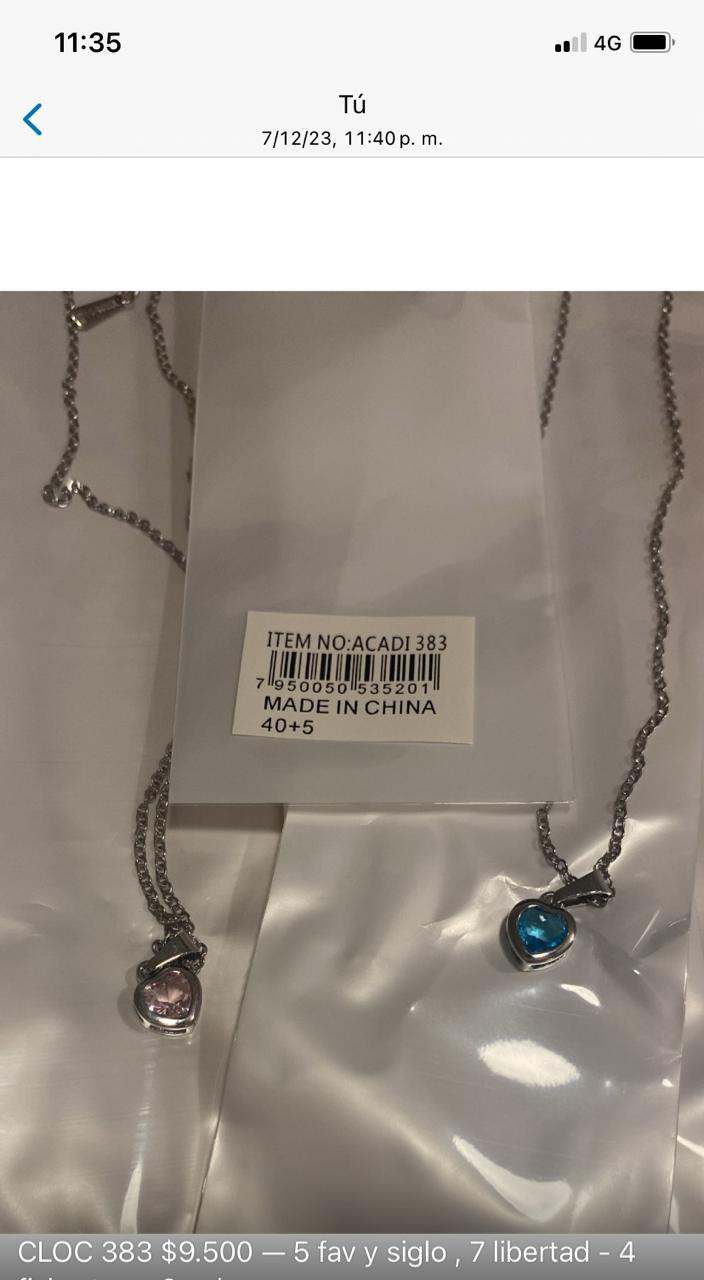 11:35
4G
Tú
7/12/23, 11:40 p. m.
ITEM NO:ACADI 383
7 950050 535201
MADE IN CHINA
40+5
CLOC 383 $9.500 — 5 fav y siglo , 7 libertad - 4